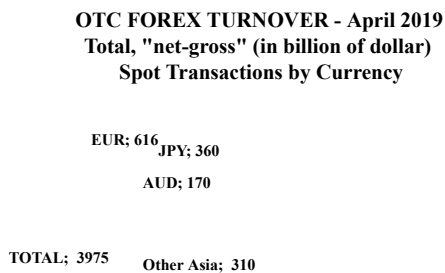 OTC FOREX TURNOVER - April 2019
Total, "net-gross" (in billion of dollar)
Spot Transactions by Currency
EUR; 616
JPY; 360
AUD; 170
TOTAL; 3975
Other Asia; 310